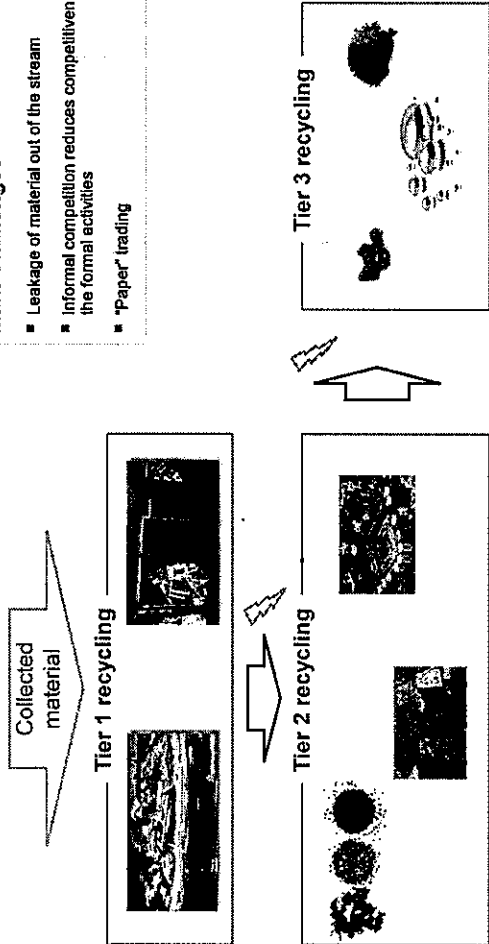 Collected
material
Tier 1 recycling
Tier 2 recycling
Tier 3 recycling
■ Leakage of material out of the stream
■ Informal competition reduces competitiven
the formal activities
■ "Paper" trading